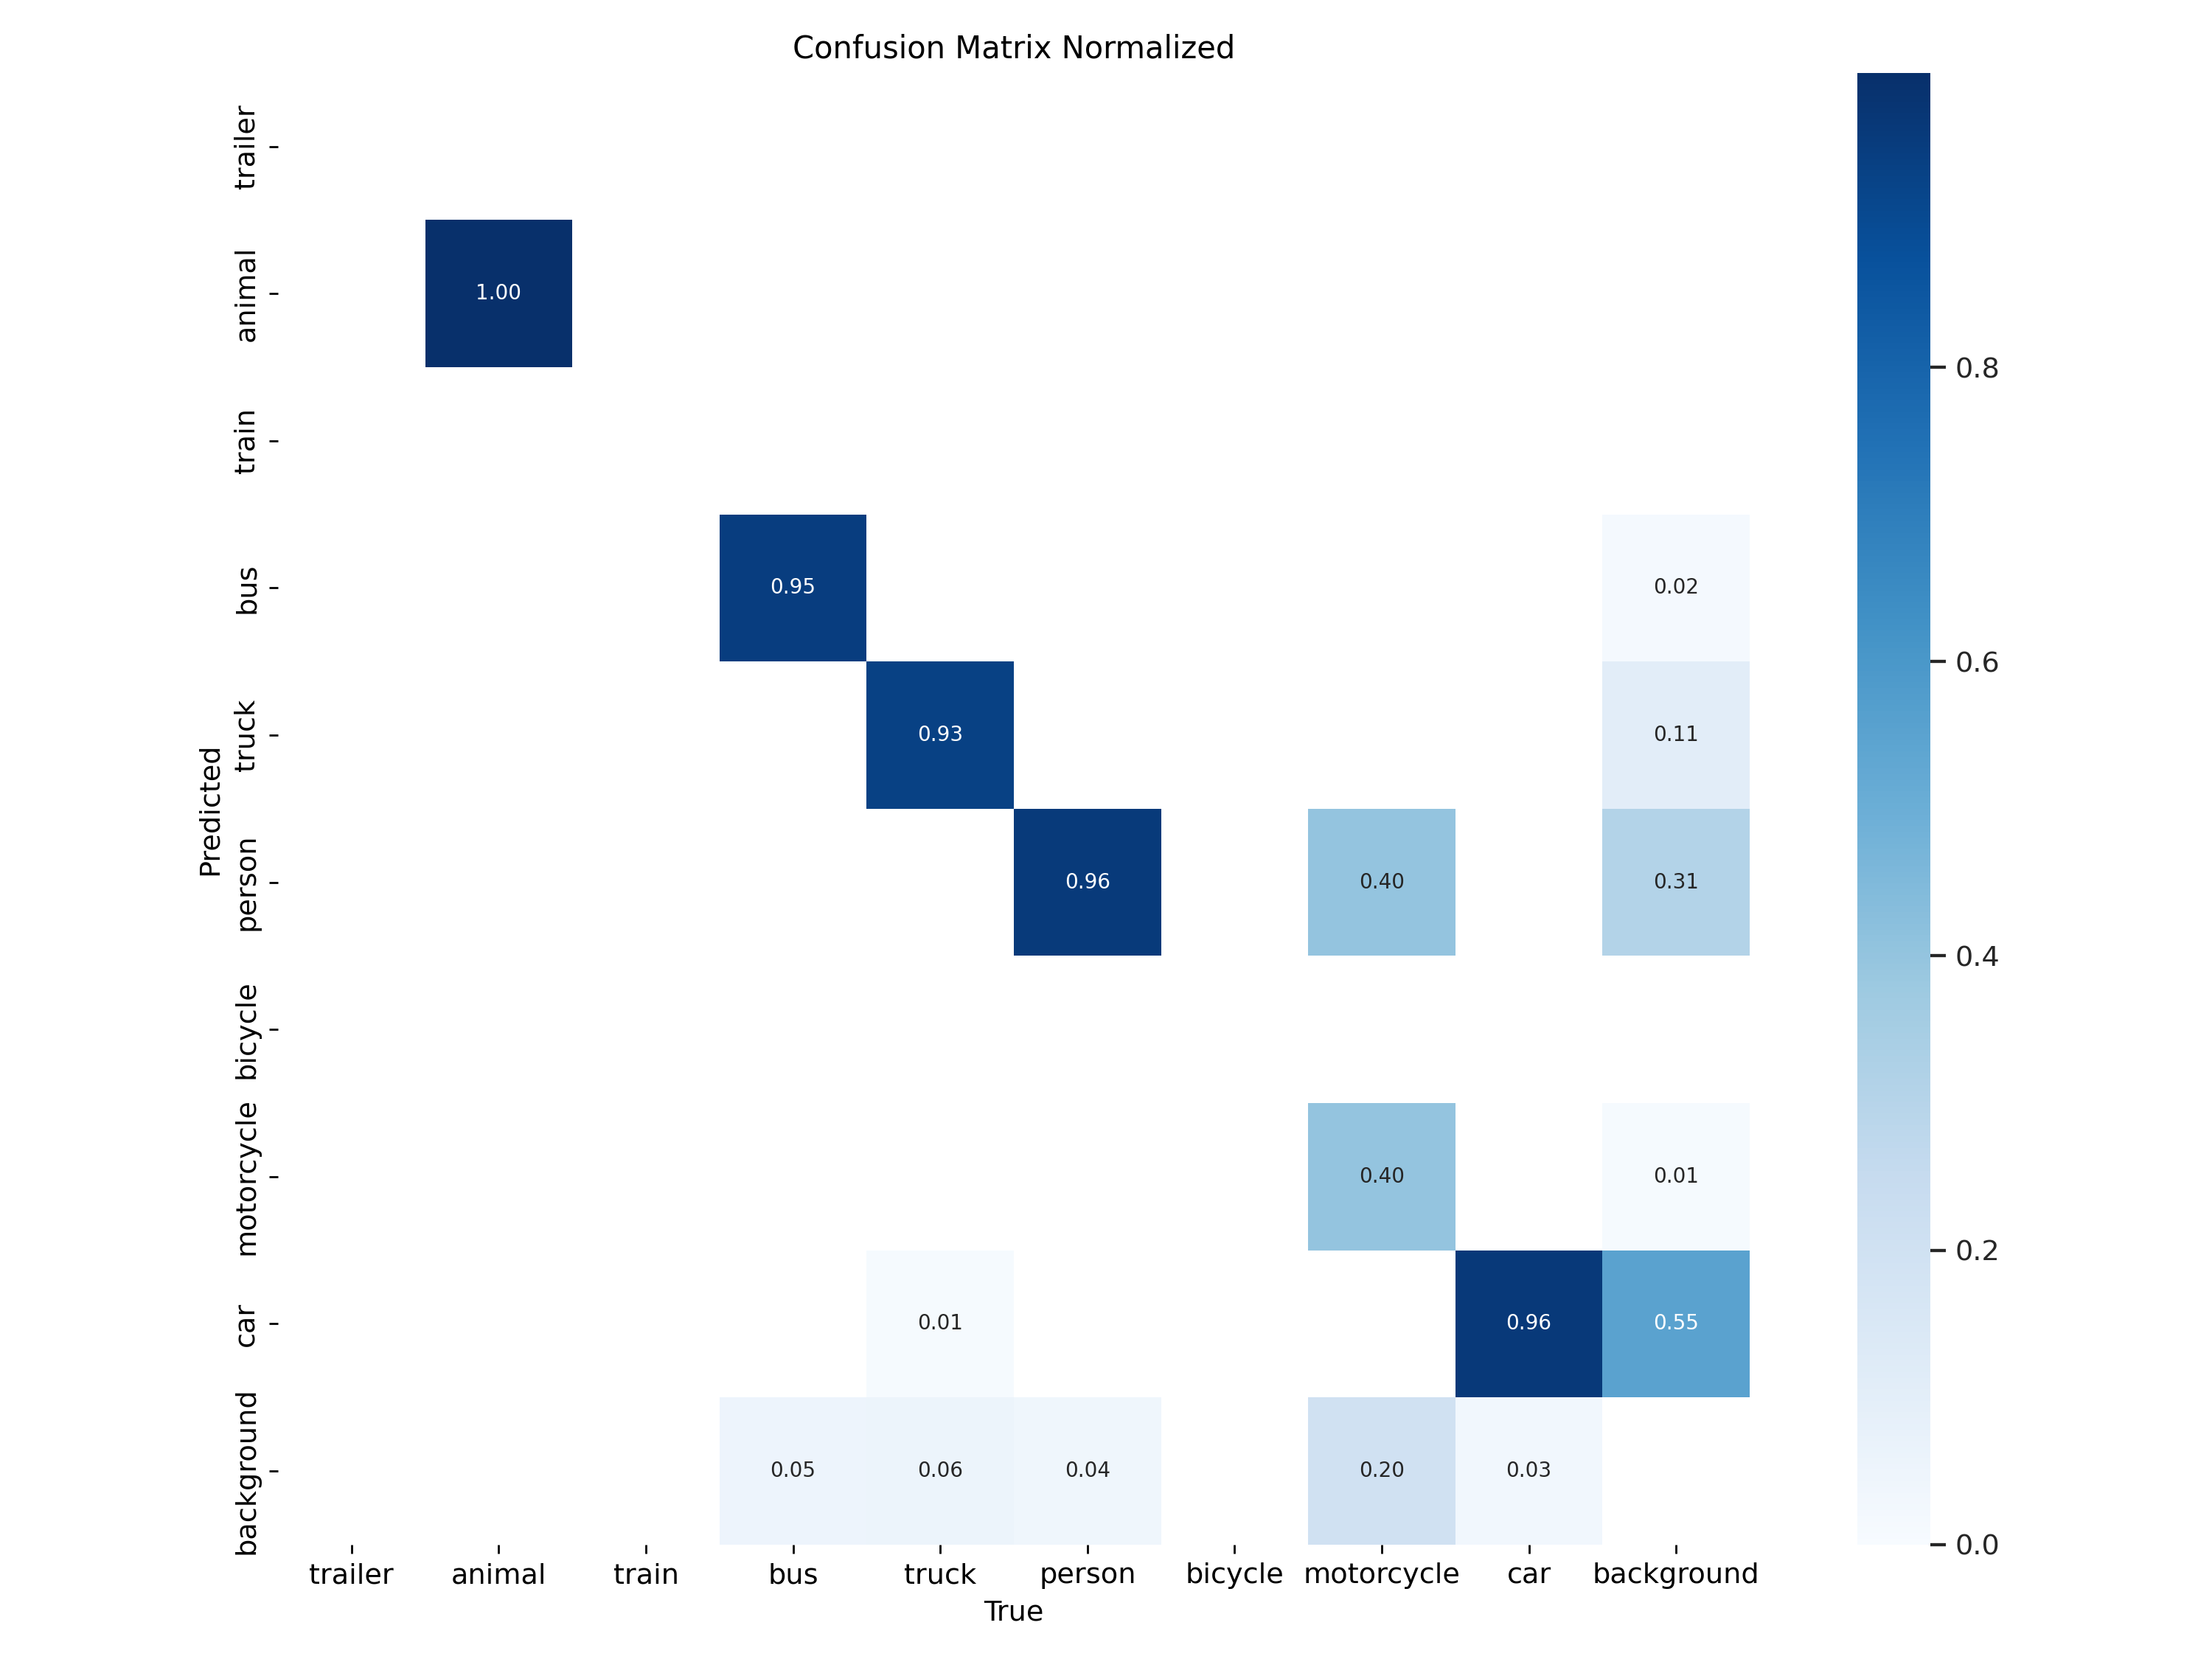 Confusion Matrix Normalized
trailer
animal
1.00
train
bus
0.95
0.02
truck
0.93
0.11
person
0.96
0.40
0.31
bicycle
motorcycle
0.40
0.01
car
0.01
0.96
0.55
background
0.05
0.06
0.04
0.20
0.03
Predicted
trailer
animal
train
bus
truck
person
bicycle
motorcycle
car
background
True
0.8
0.6
0.4
0.2
0.0